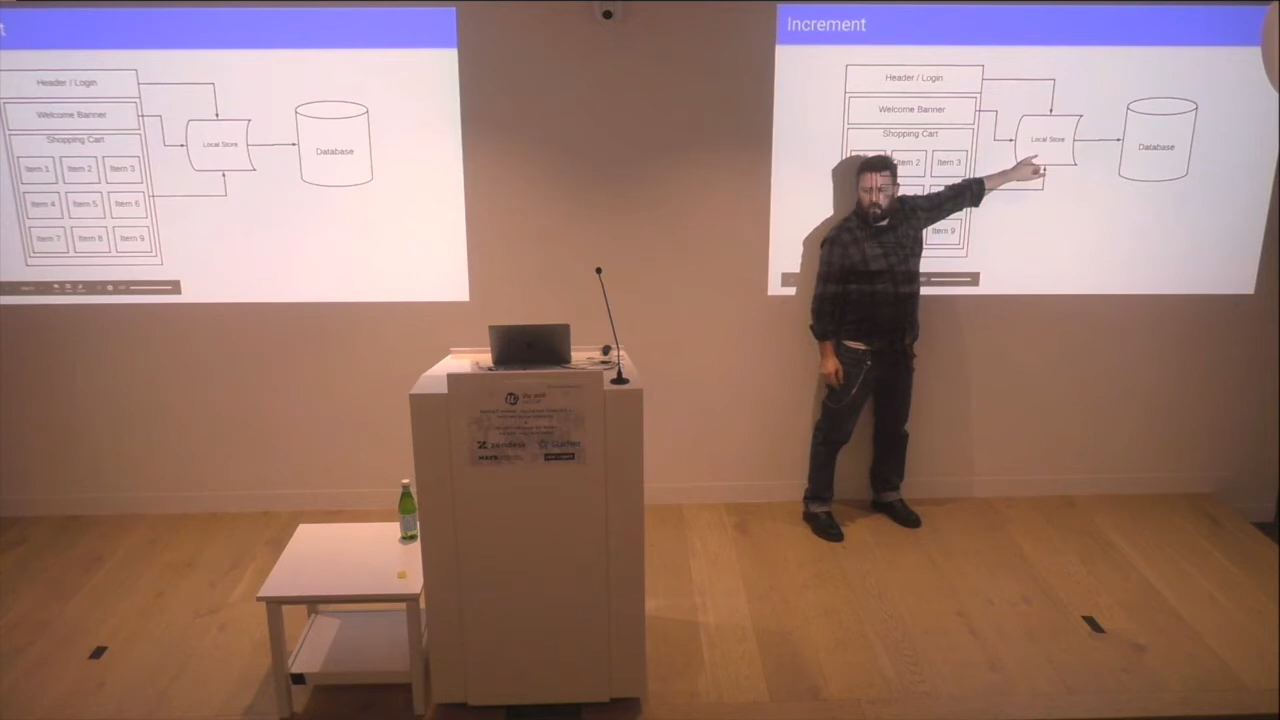 t
Header / Login
Welcome Banner
Shopping Cart
Item 1 Item 2 Item 3
Item 4 Item 5 Item 6
Item 7 Item 8 Item 9
Local Store
Database
Increment
Header / Login
Welcome Banner
Shopping Cart
Item 2 Item 3
Item 9
Local Store
Database
zendesk